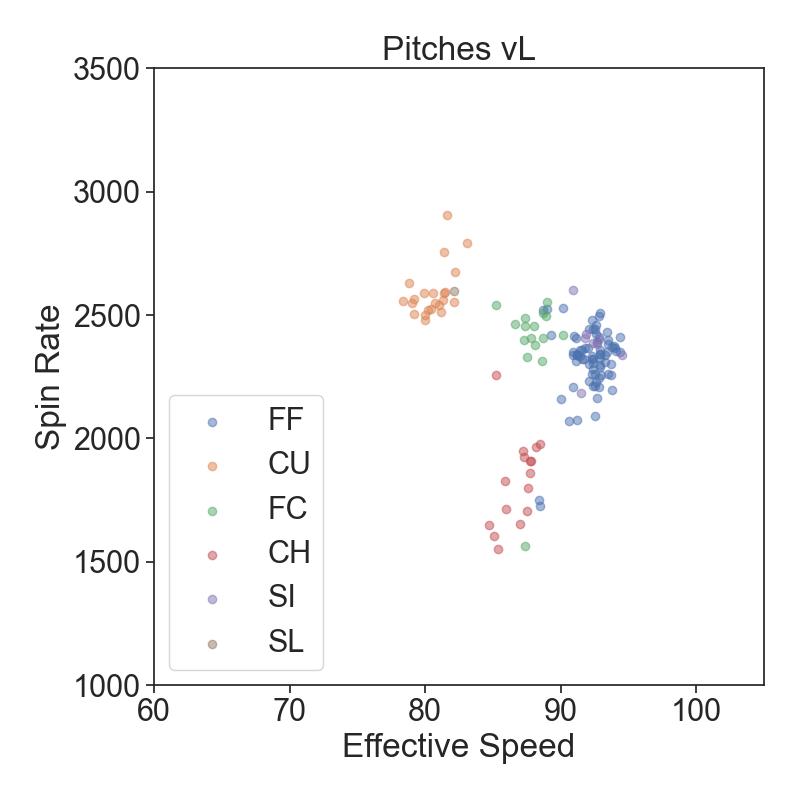 Pitches vL
3500
3000
2500
2000
1500
1000
Spin Rate
FF
CU
FC
CH
SI
SL
60 70 80 90 100
Effective Speed